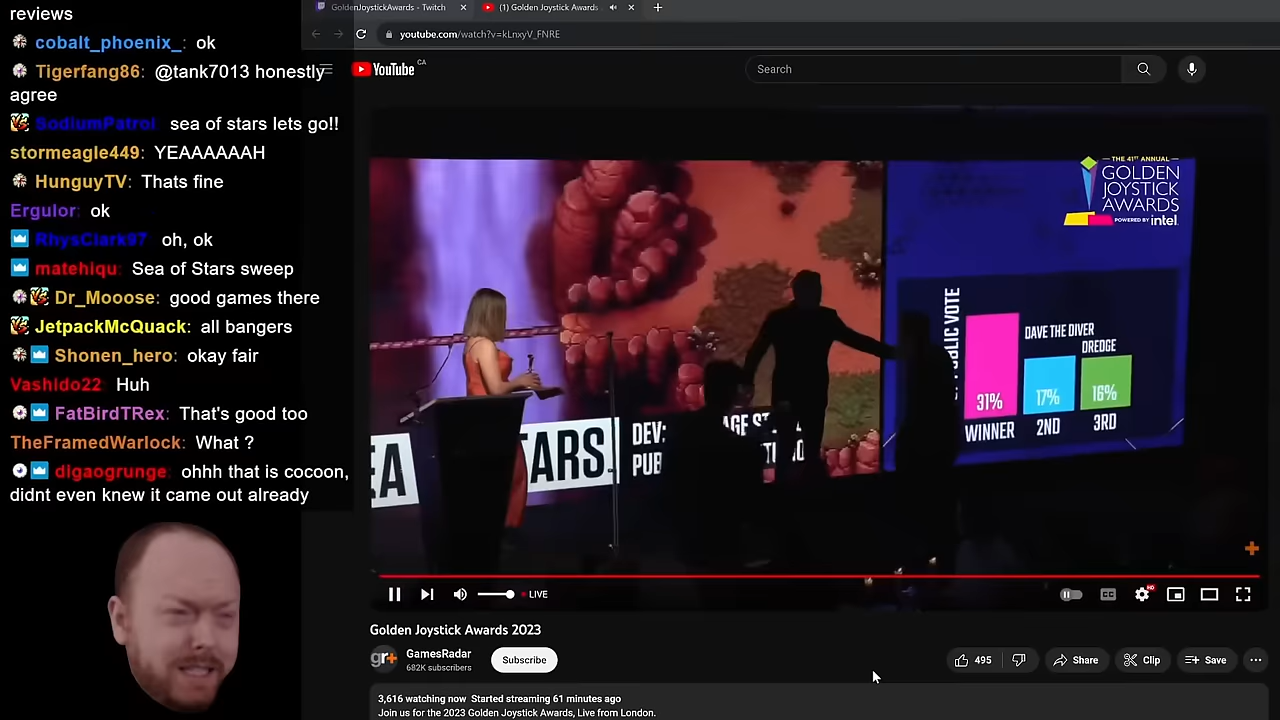 reviews
cobalt_phoenix_: ok
Tigerfang86: @tank7013 honestly
agree
SodiumPatrol sea of stars lets go!!
stormeagle449: YEAAAAAAH
HunguyTV: Thats fine
Ergulor: ok
RhysClark97 oh, ok
matehiqu: Sea of Stars sweep
Dr_Mooose: good games there
JetpackMcQuack: all bangers
Shonen_hero: okay fair
Vashido22: Huh
FatBirdTRex: That's good too
TheFramedWarlock: What ?
digaogrunge: ohhh that is cocoon,
didnt even knew it came out already
GoldenJoystickAwards - Twitch
(1) Golden Joystick Awards
youtube.com/watch?v=kLnxyV_FNRE
YouTube CA
Search
THE 41ST ANNUAL
GOLDEN
JOYSTICK
AWARDS
POWERED BY intel.
PUBLIC VOTE
DAVE THE DIVER
DREDGE
31%
17%
16%
WINNER
2ND
3RD
EA
ARS
DEV:
PUB
LIVE
CC
HD
Golden Joystick Awards 2023
gr+
GamesRadar
682K subscribers
Subscribe
495
Share
Clip
Save
3,616 watching now Started streaming 61 minutes ago
Join us for the 2023 Golden Joystick Awards, Live from London.